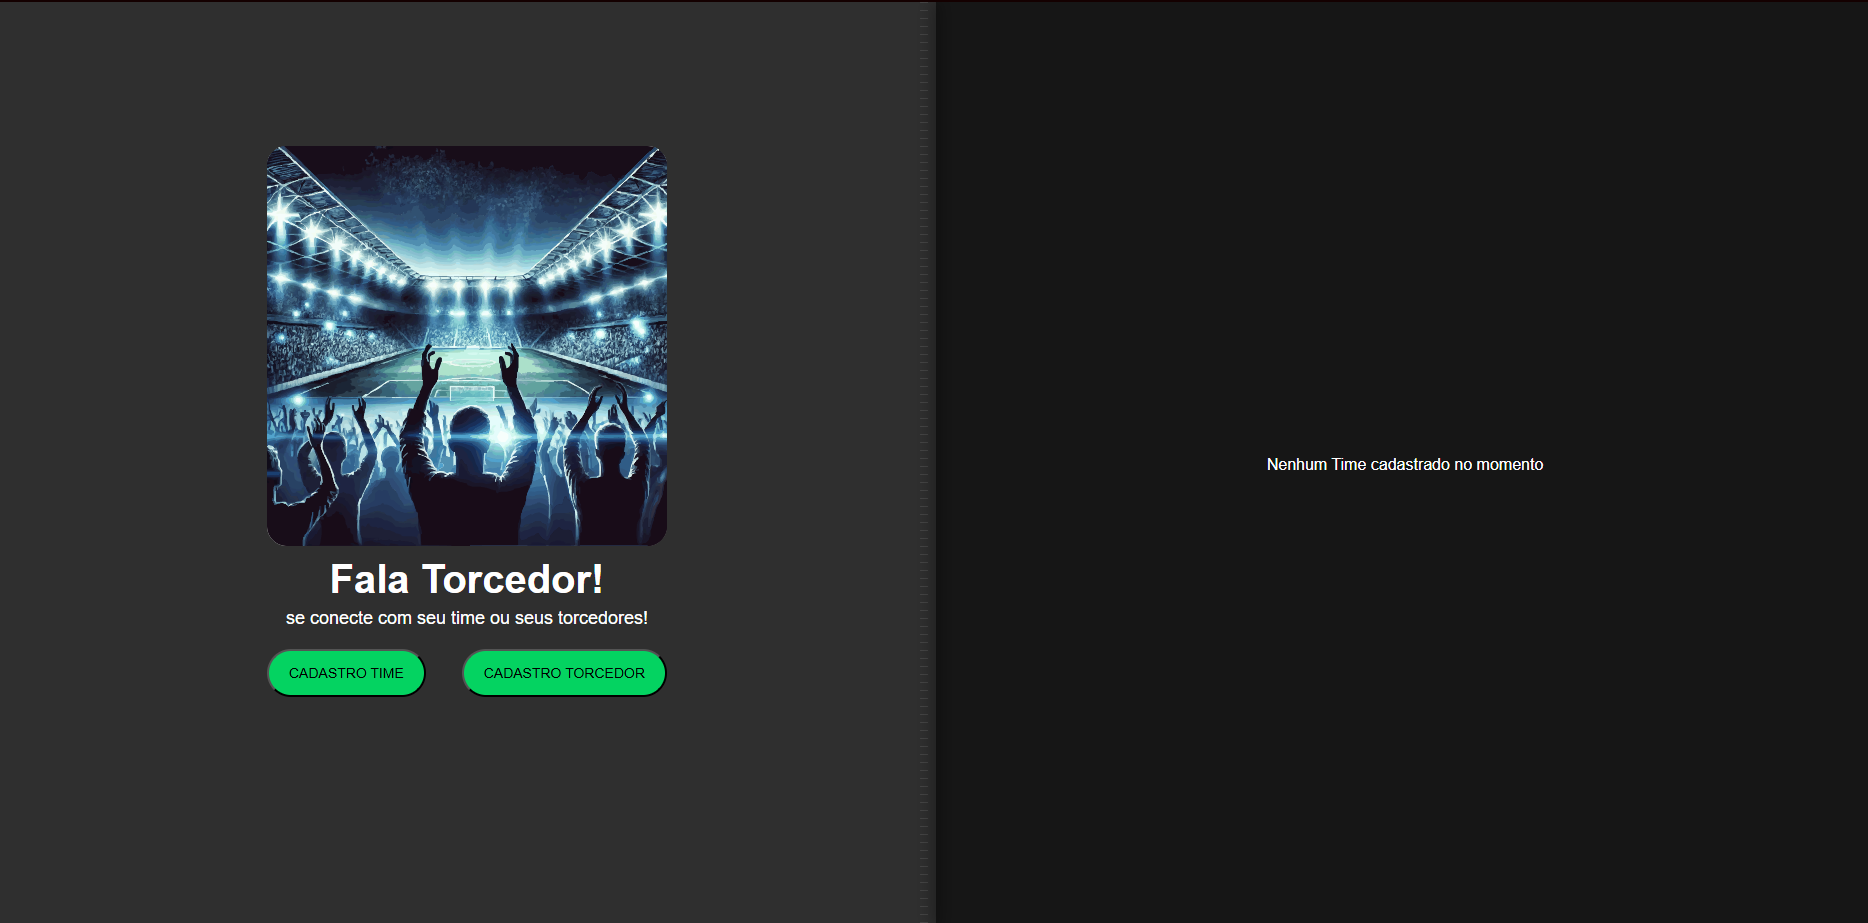 Fala Torcedor!
se conecte com seu time ou seus torcedores!
CADASTRO TIME
CADASTRO TORCEDOR
Nenhum Time cadastrado no momento